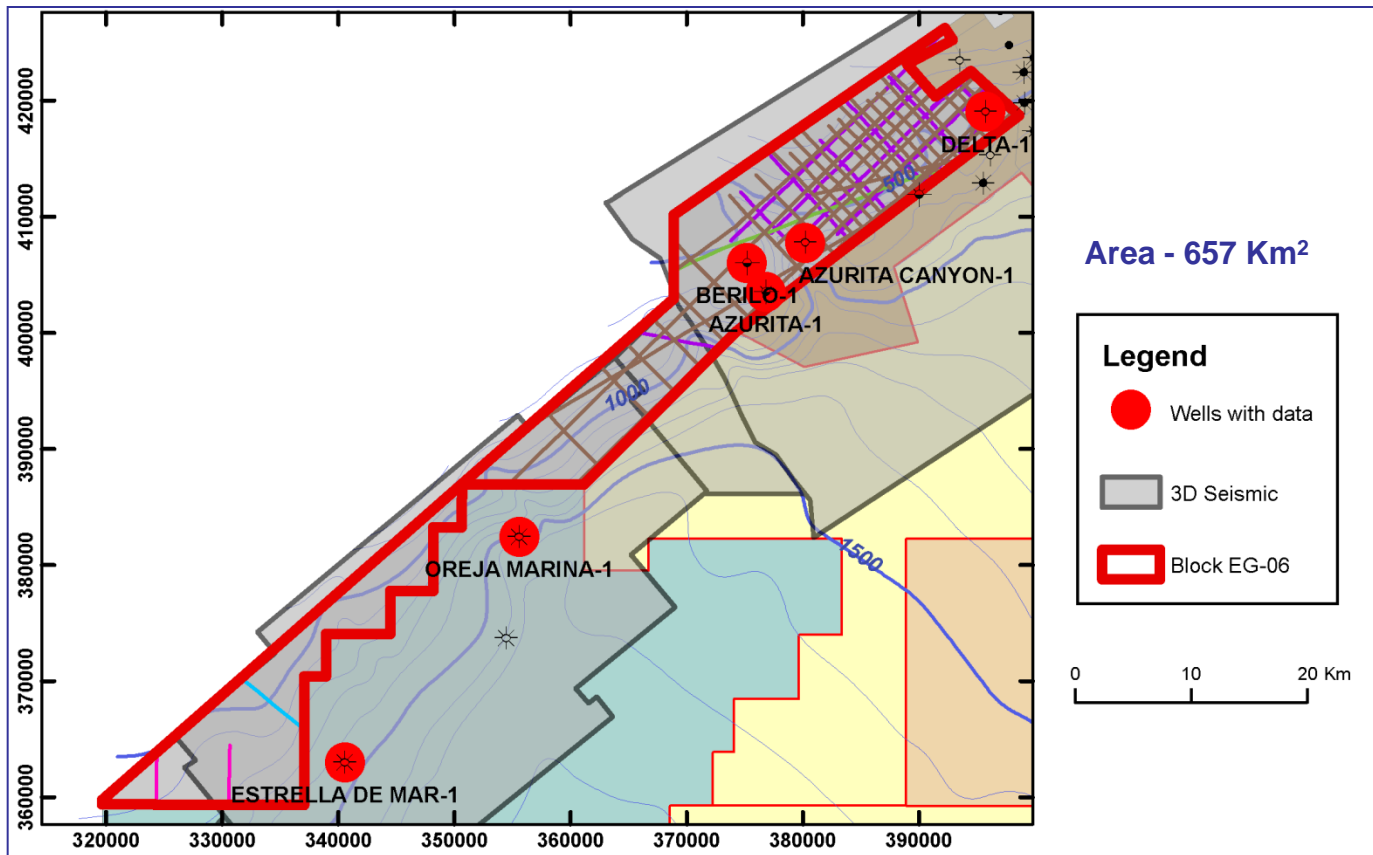 420000
410000
400000
390000
380000
370000
360000
320000
330000
340000
350000
360000
370000
380000
390000
DELTA-1
500
AZURITA CANYON-1
BERILO-1
AZURITA-1
1000
OREJA MARINA-1
1500
ESTRELLA DE MAR-1
Area - 657 Km²
Legend
Wells with data
3D Seismic
Block EG-06
0 10 20 Km